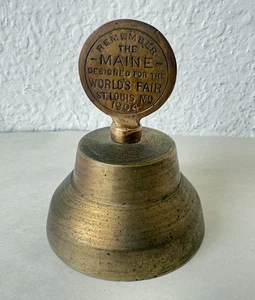 REMEMBER
THE
MAINE
DESIGNED FOR THE
WORLD'S FAIR
ST. LOUIS, MO.
1904